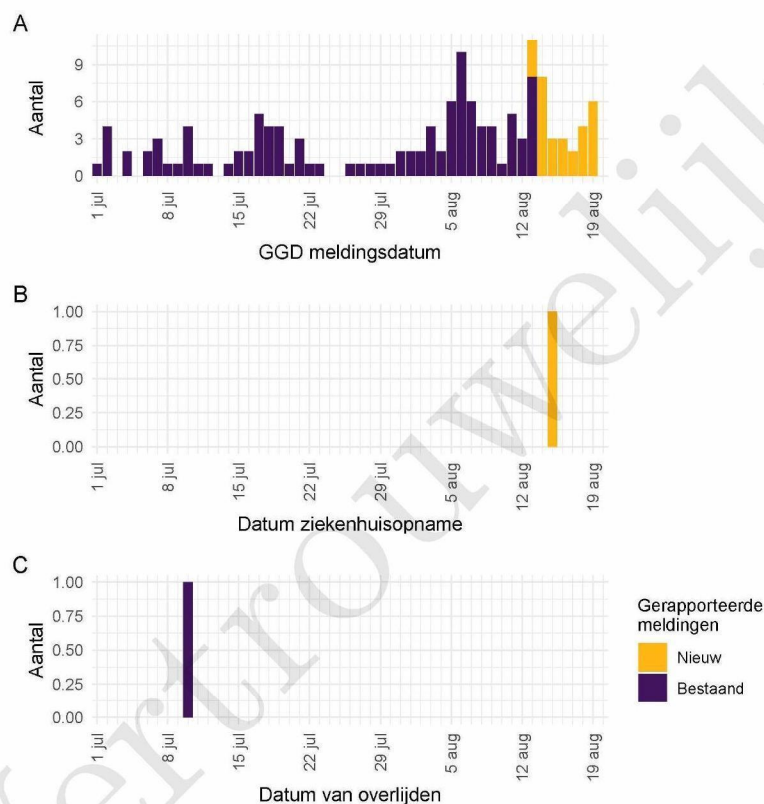 A
Aantal
9
6
3
0
1 jul
8 jul
15 jul
22 jul
29 jul
5 aug
12 aug
19 aug
GGD meldingsdatum
B
Aantal
1.00
0.75
0.50
0.25
0.00
1 jul
8 jul
15 jul
22 jul
29 jul
5 aug
12 aug
19 aug
Datum ziekenhuisopname
C
Aantal
1.00
0.75
0.50
0.25
0.00
1 jul
8 jul
15 jul
22 jul
29 jul
5 aug
12 aug
19 aug
Datum van overlijden
Gerapporteerde
meldingen
Nieuw
Bestaand